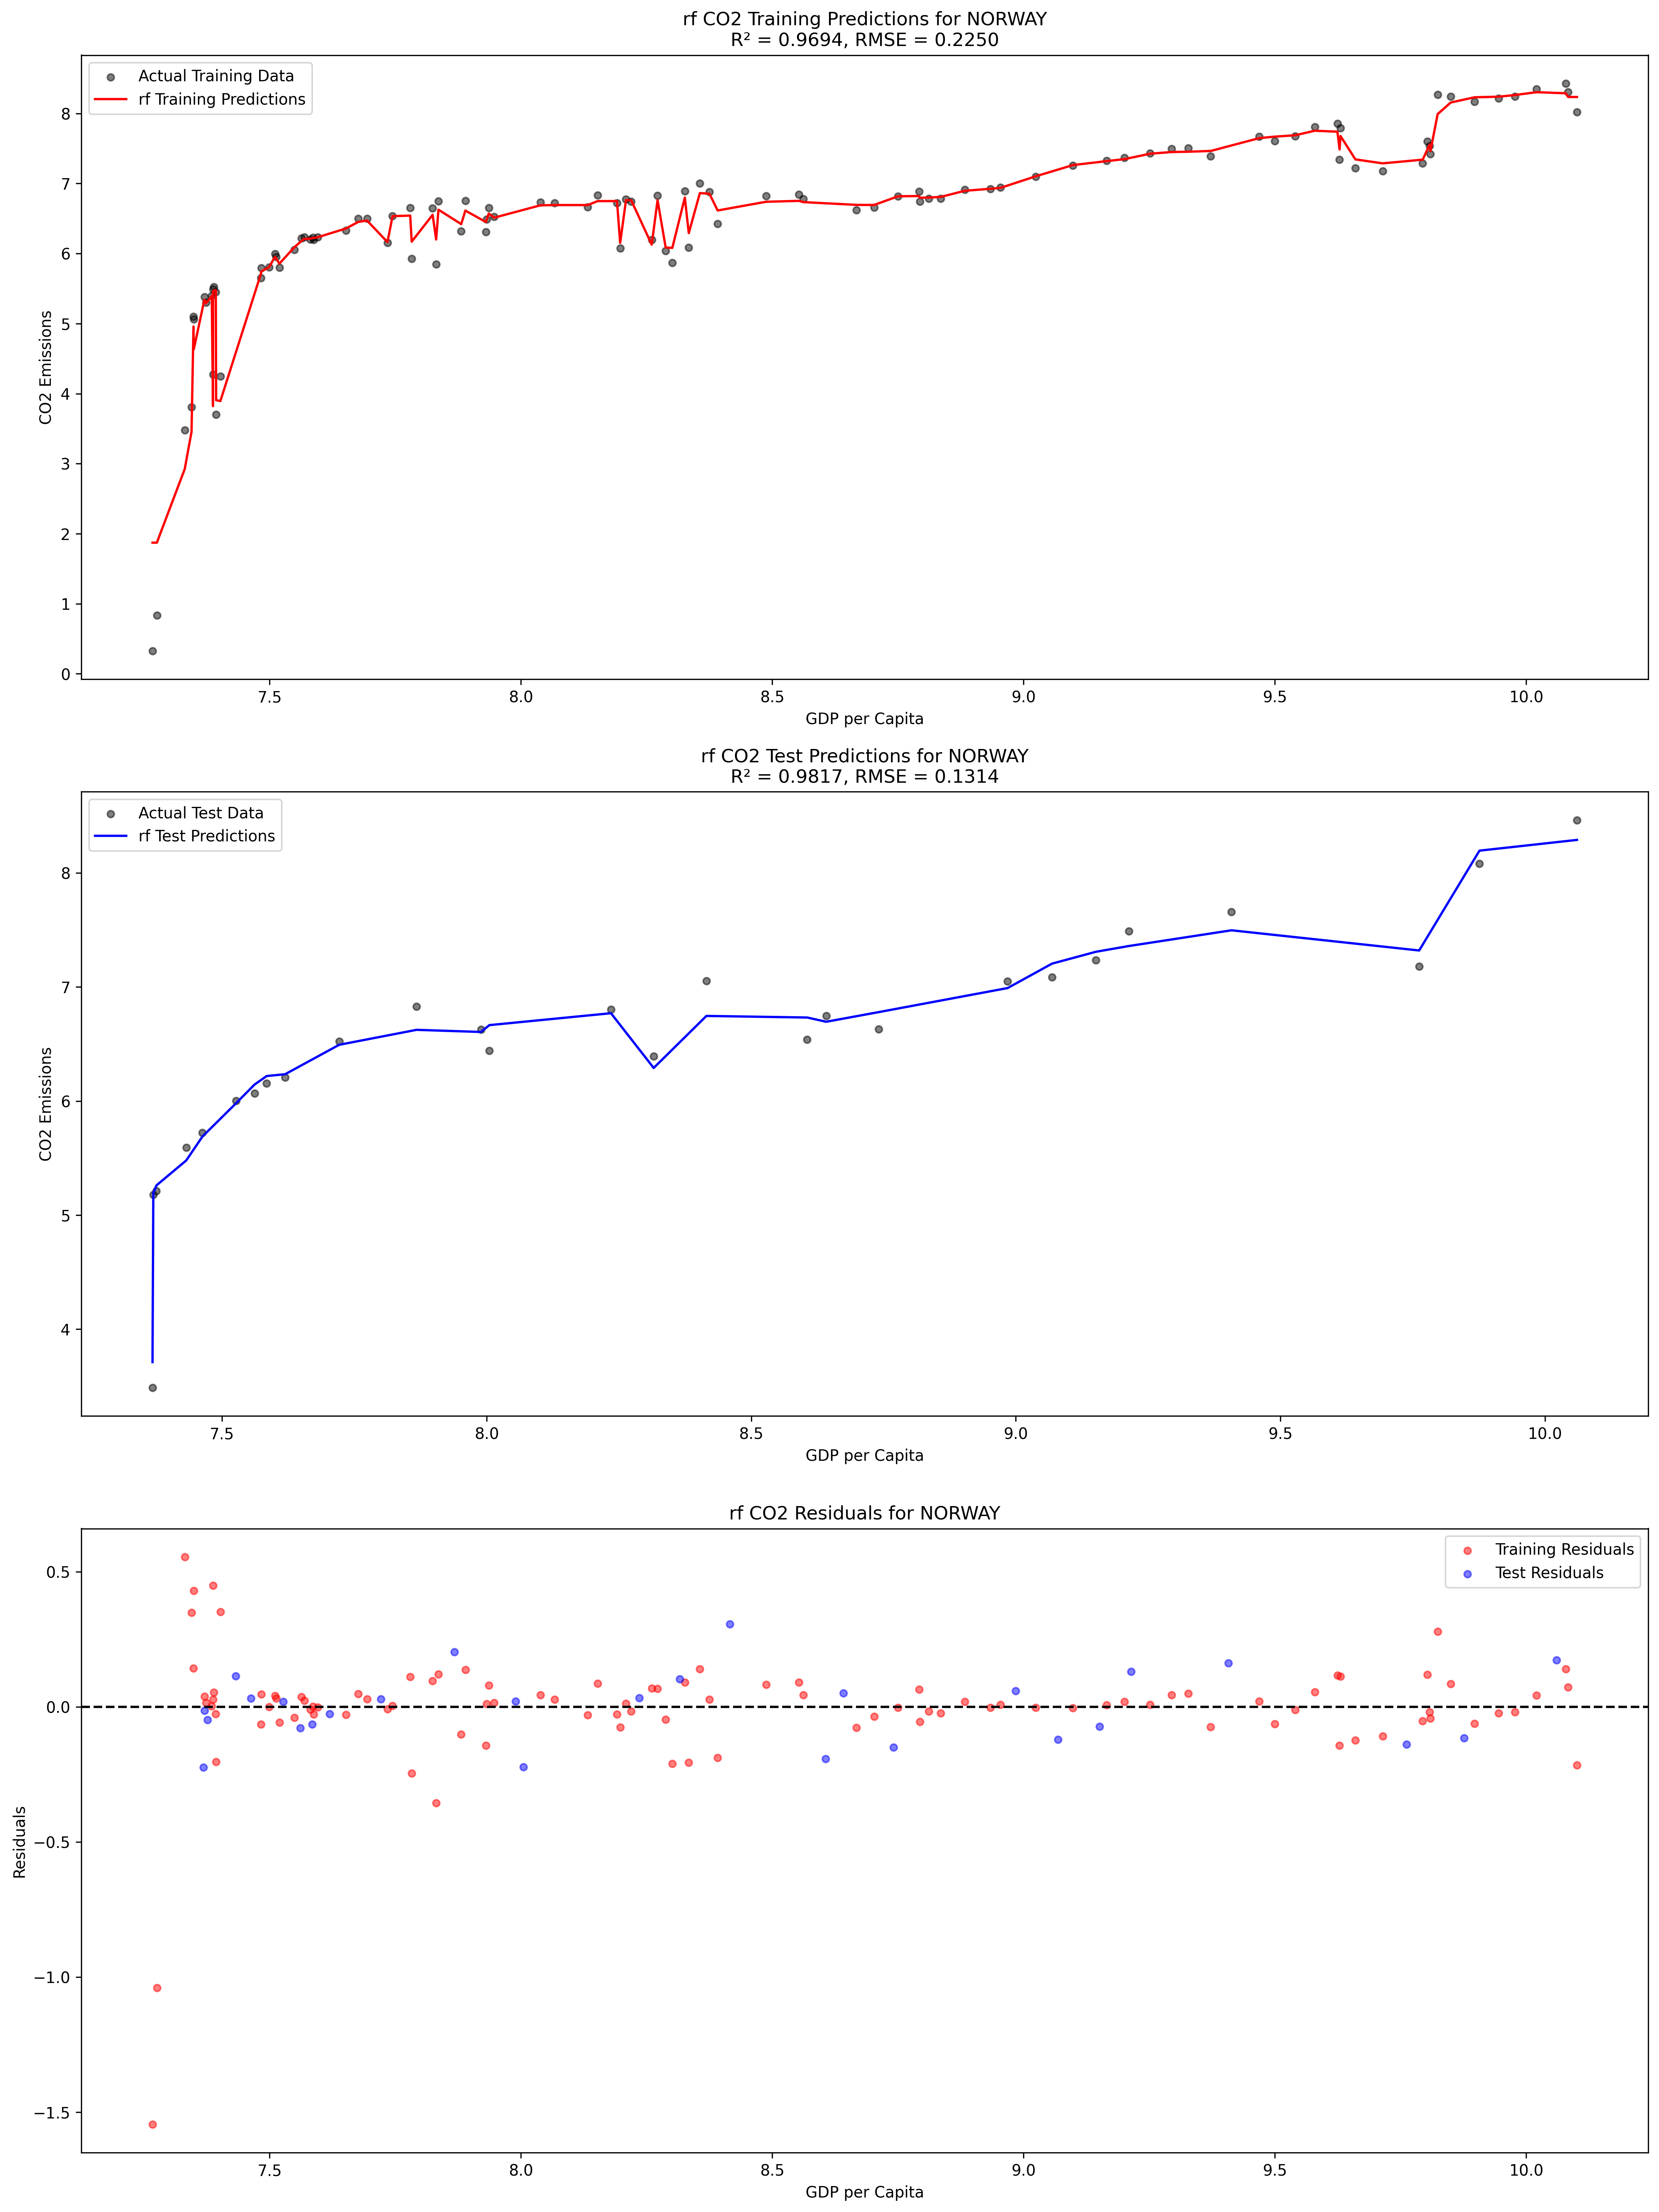 rf CO2 Training Predictions for NORWAY
R² = 0.9694, RMSE = 0.2250
Actual Training Data
rf Training Predictions
CO2 Emissions
8
7
6
5
4
3
2
1
0
7.5 8.0 8.5 9.0 9.5 10.0
GDP per Capita
rf CO2 Test Predictions for NORWAY
R² = 0.9817, RMSE = 0.1314
Actual Test Data
rf Test Predictions
CO2 Emissions
8
7
6
5
4
7.5 8.0 8.5 9.0 9.5 10.0
GDP per Capita
rf CO2 Residuals for NORWAY
Training Residuals
Test Residuals
Residuals
0.5
0.0
−0.5
−1.0
−1.5
7.5 8.0 8.5 9.0 9.5 10.0
GDP per Capita